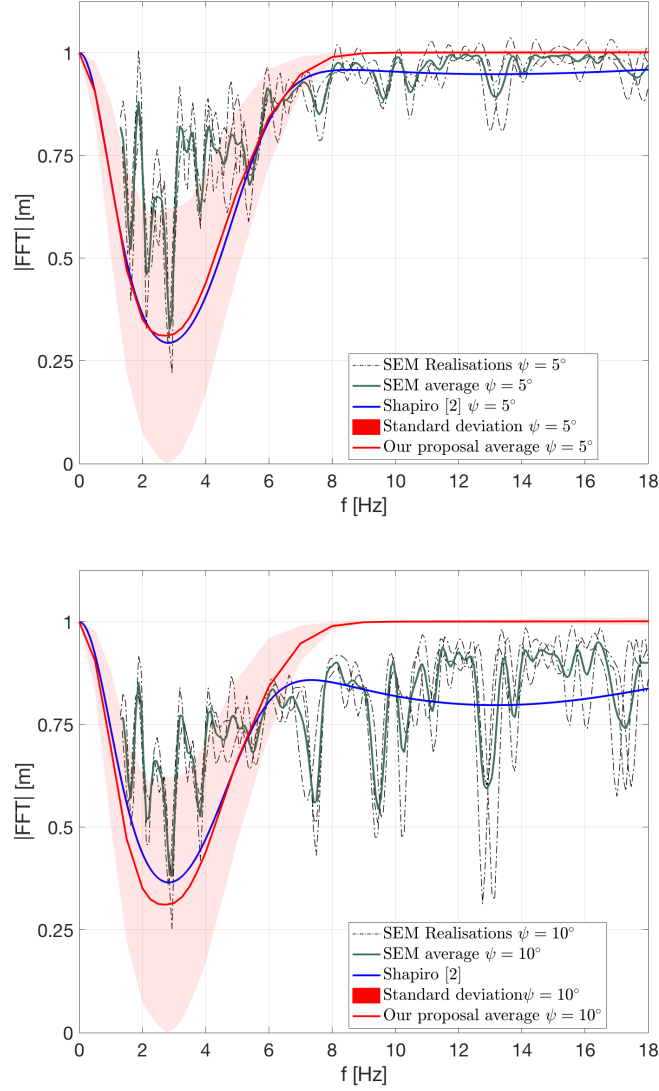 1
0.75
0.5
0.25
0
|FFT| [m]
0 2 4 6 8 10 12 14 16 18
f [Hz]
SEM Realisations ψ = 5°
SEM average ψ = 5°
Shapiro [2] ψ = 5°
Standard deviation ψ = 5°
Our proposal average ψ = 5°
1
0.75
0.5
0.25
0
|FFT| [m]
0 2 4 6 8 10 12 14 16 18
f [Hz]
SEM Realisations ψ = 10°
SEM average ψ = 10°
Shapiro [2]
Standard deviationψ = 10°
Our proposal average ψ = 10°